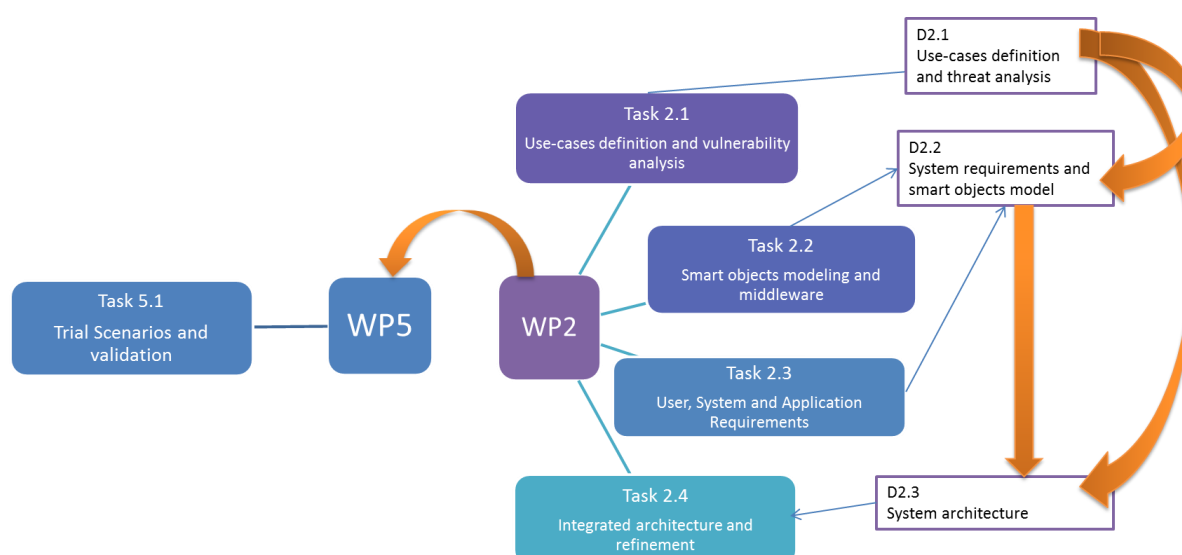 D2.1
Use-cases definition
and threat analysis
Task 2.1
Use-cases definition and vulnerability
analysis
D2.2
System requirements and
smart objects model
Task 2.2
Smart objects modeling and
middleware
Task 5.1
Trial Scenarios and
validation
WP5
WP2
Task 2.3
User, System and Application
Requirements
D2.3
System architecture
Task 2.4
Integrated architecture and
refinement